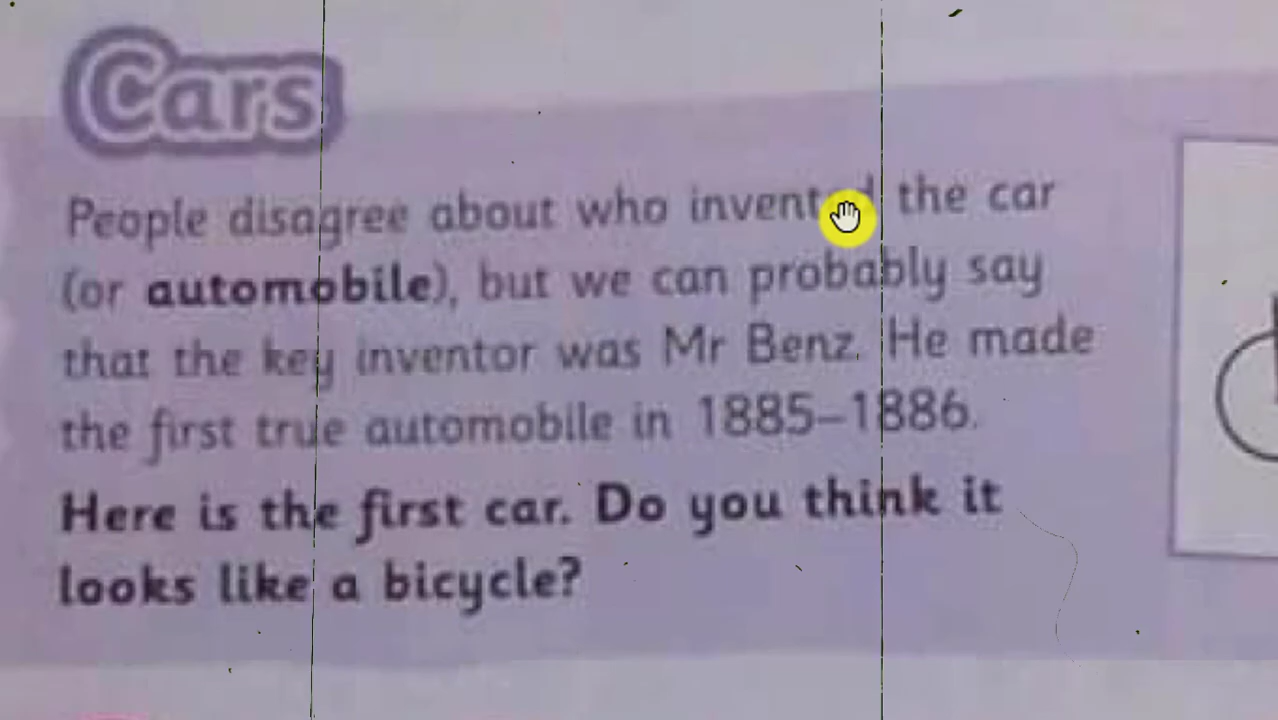 Cars
People disagree about who invented the car
(or automobile), but we can probably say
that the key inventor was Mr Benz. He made
the first true automobile in 1885–1886.
Here is the first car. Do you think it
looks like a bicycle?